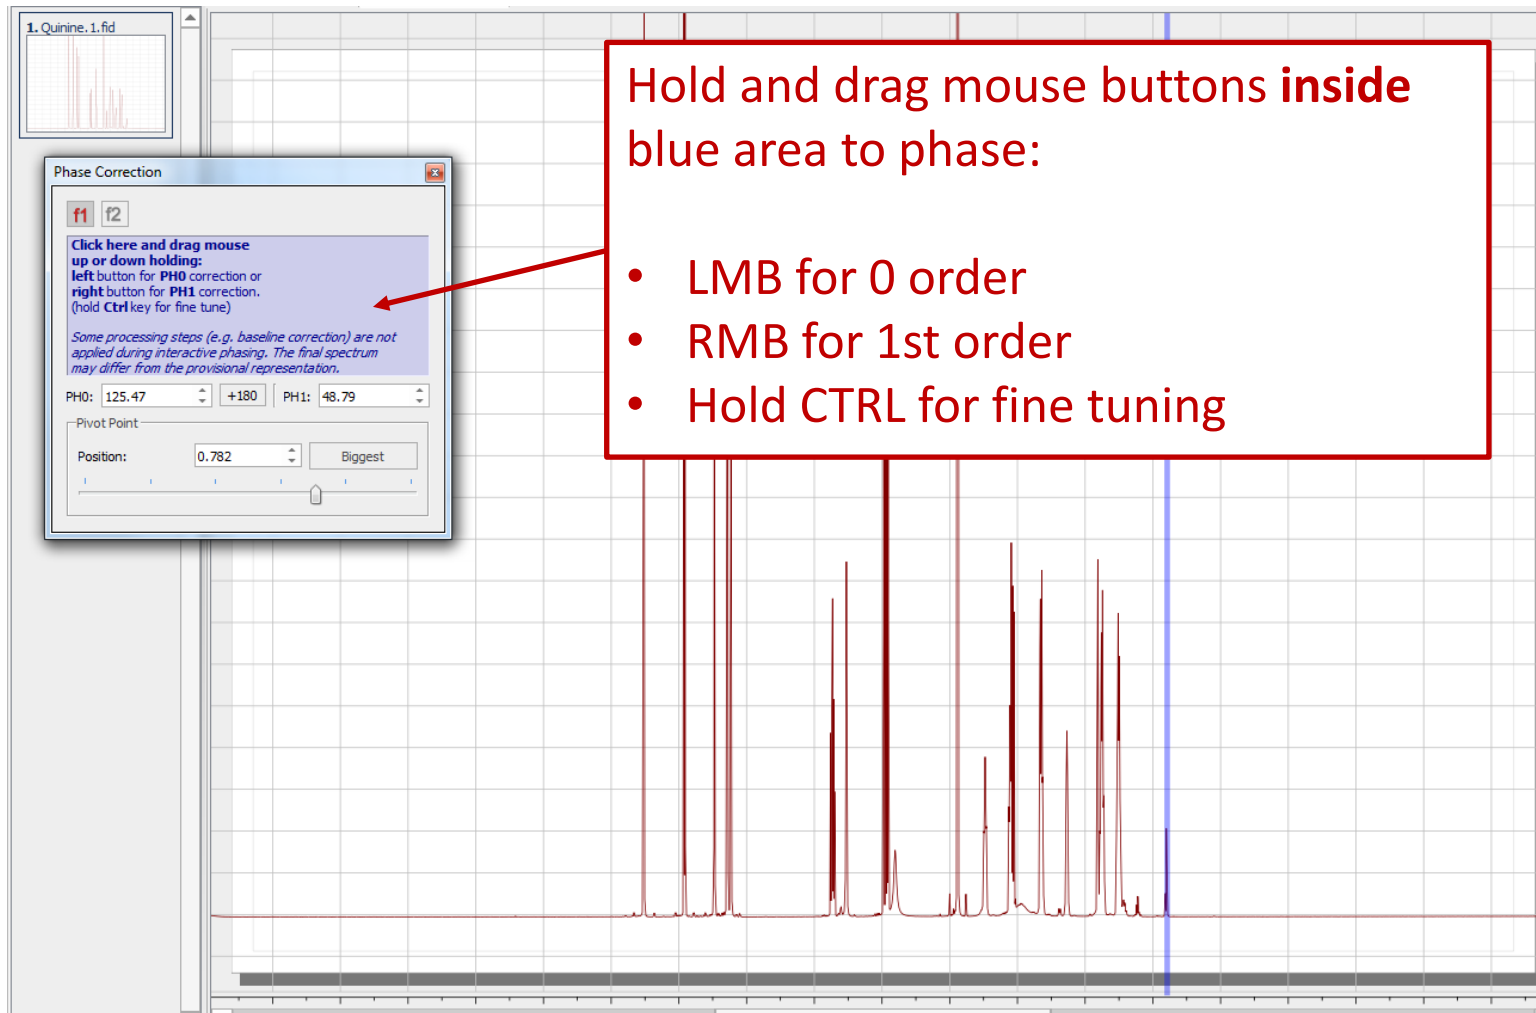 1. Quinine. 1.fid
Hold and drag mouse buttons inside
blue area to phase:
• LMB for 0 order
• RMB for 1st order
• Hold CTRL for fine tuning
Phase Correction
f1 f2
Click here and drag mouse
up or down holding:
left button for PH0 correction or
right button for PH1 correction.
(hold Ctrl key for fine tune)
Some processing steps (e.g. baseline correction) are not
applied during interactive phasing. The final spectrum
may differ from the provisional representation.
PH0: 125.47 +180 PH1: 48.79
Pivot Point
Position: 0.782 Biggest